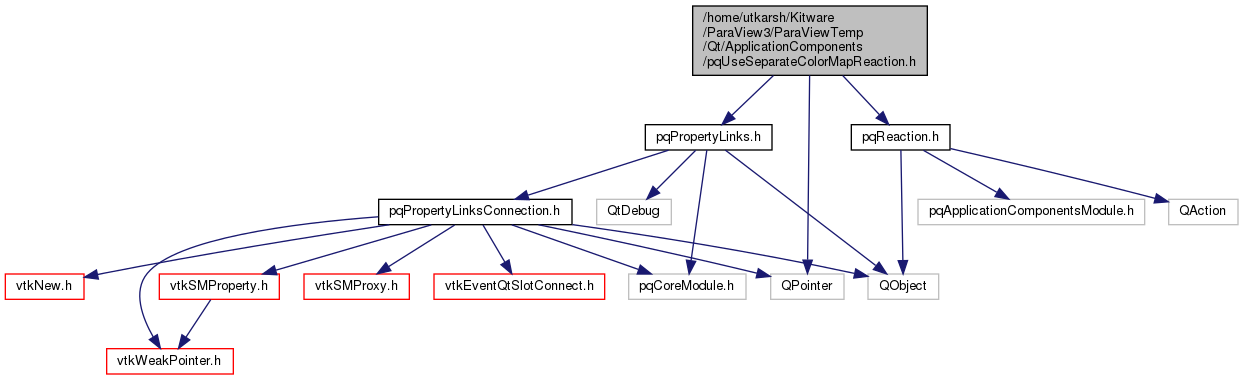 /home/utkarsh/Kitware
/ParaView3/ParaViewTemp
/Qt/ApplicationComponents
/pqUseSeparateColorMapReaction.h
pqPropertyLinks.h
pqReaction.h
pqPropertyLinksConnection.h
QtDebug
pqApplicationComponentsModule.h
QAction
vtkNew.h
vtkSMProperty.h
vtkSMProxy.h
vtkEventQtSlotConnect.h
pqCoreModule.h
QPointer
QObject
vtkWeakPointer.h